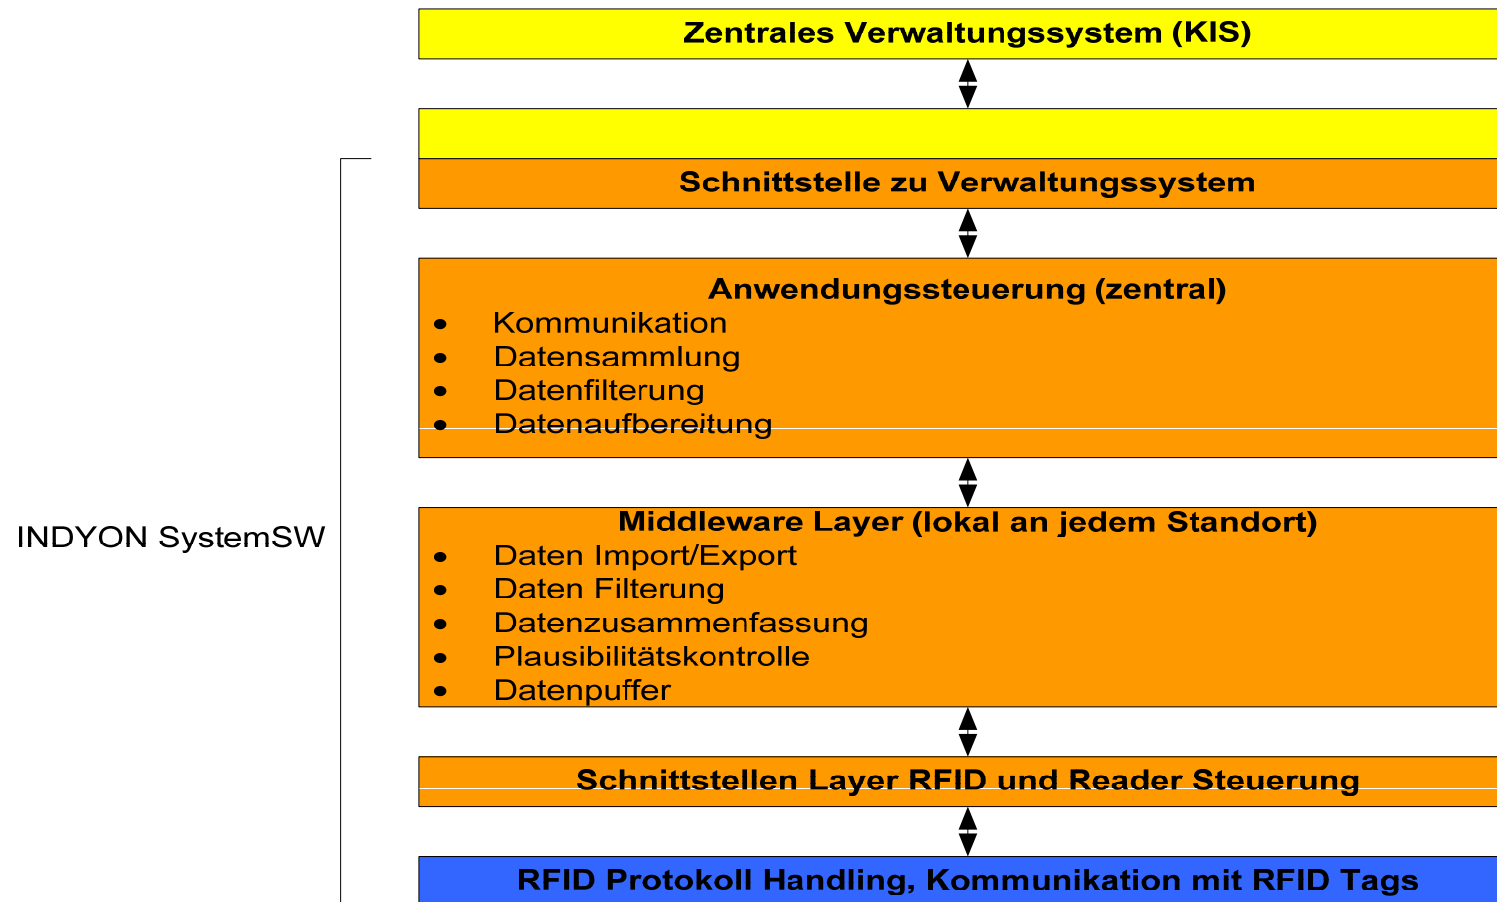 Zentrales Verwaltungssystem (KIS)
Schnittstelle zu Verwaltungssystem
Anwendungssteuerung (zentral)
• Kommunikation
• Datensammlung
• Datenfilterung
• Datenaufbereitung
INDYON SystemSW
Middleware Layer (lokal an jedem Standort)
• Daten Import/Export
• Daten Filterung
• Datenzusammenfassung
• Plausibilitätskontrolle
• Datenpuffer
Schnittstellen Layer RFID und Reader Steuerung
RFID Protokoll Handling, Kommunikation mit RFID Tags